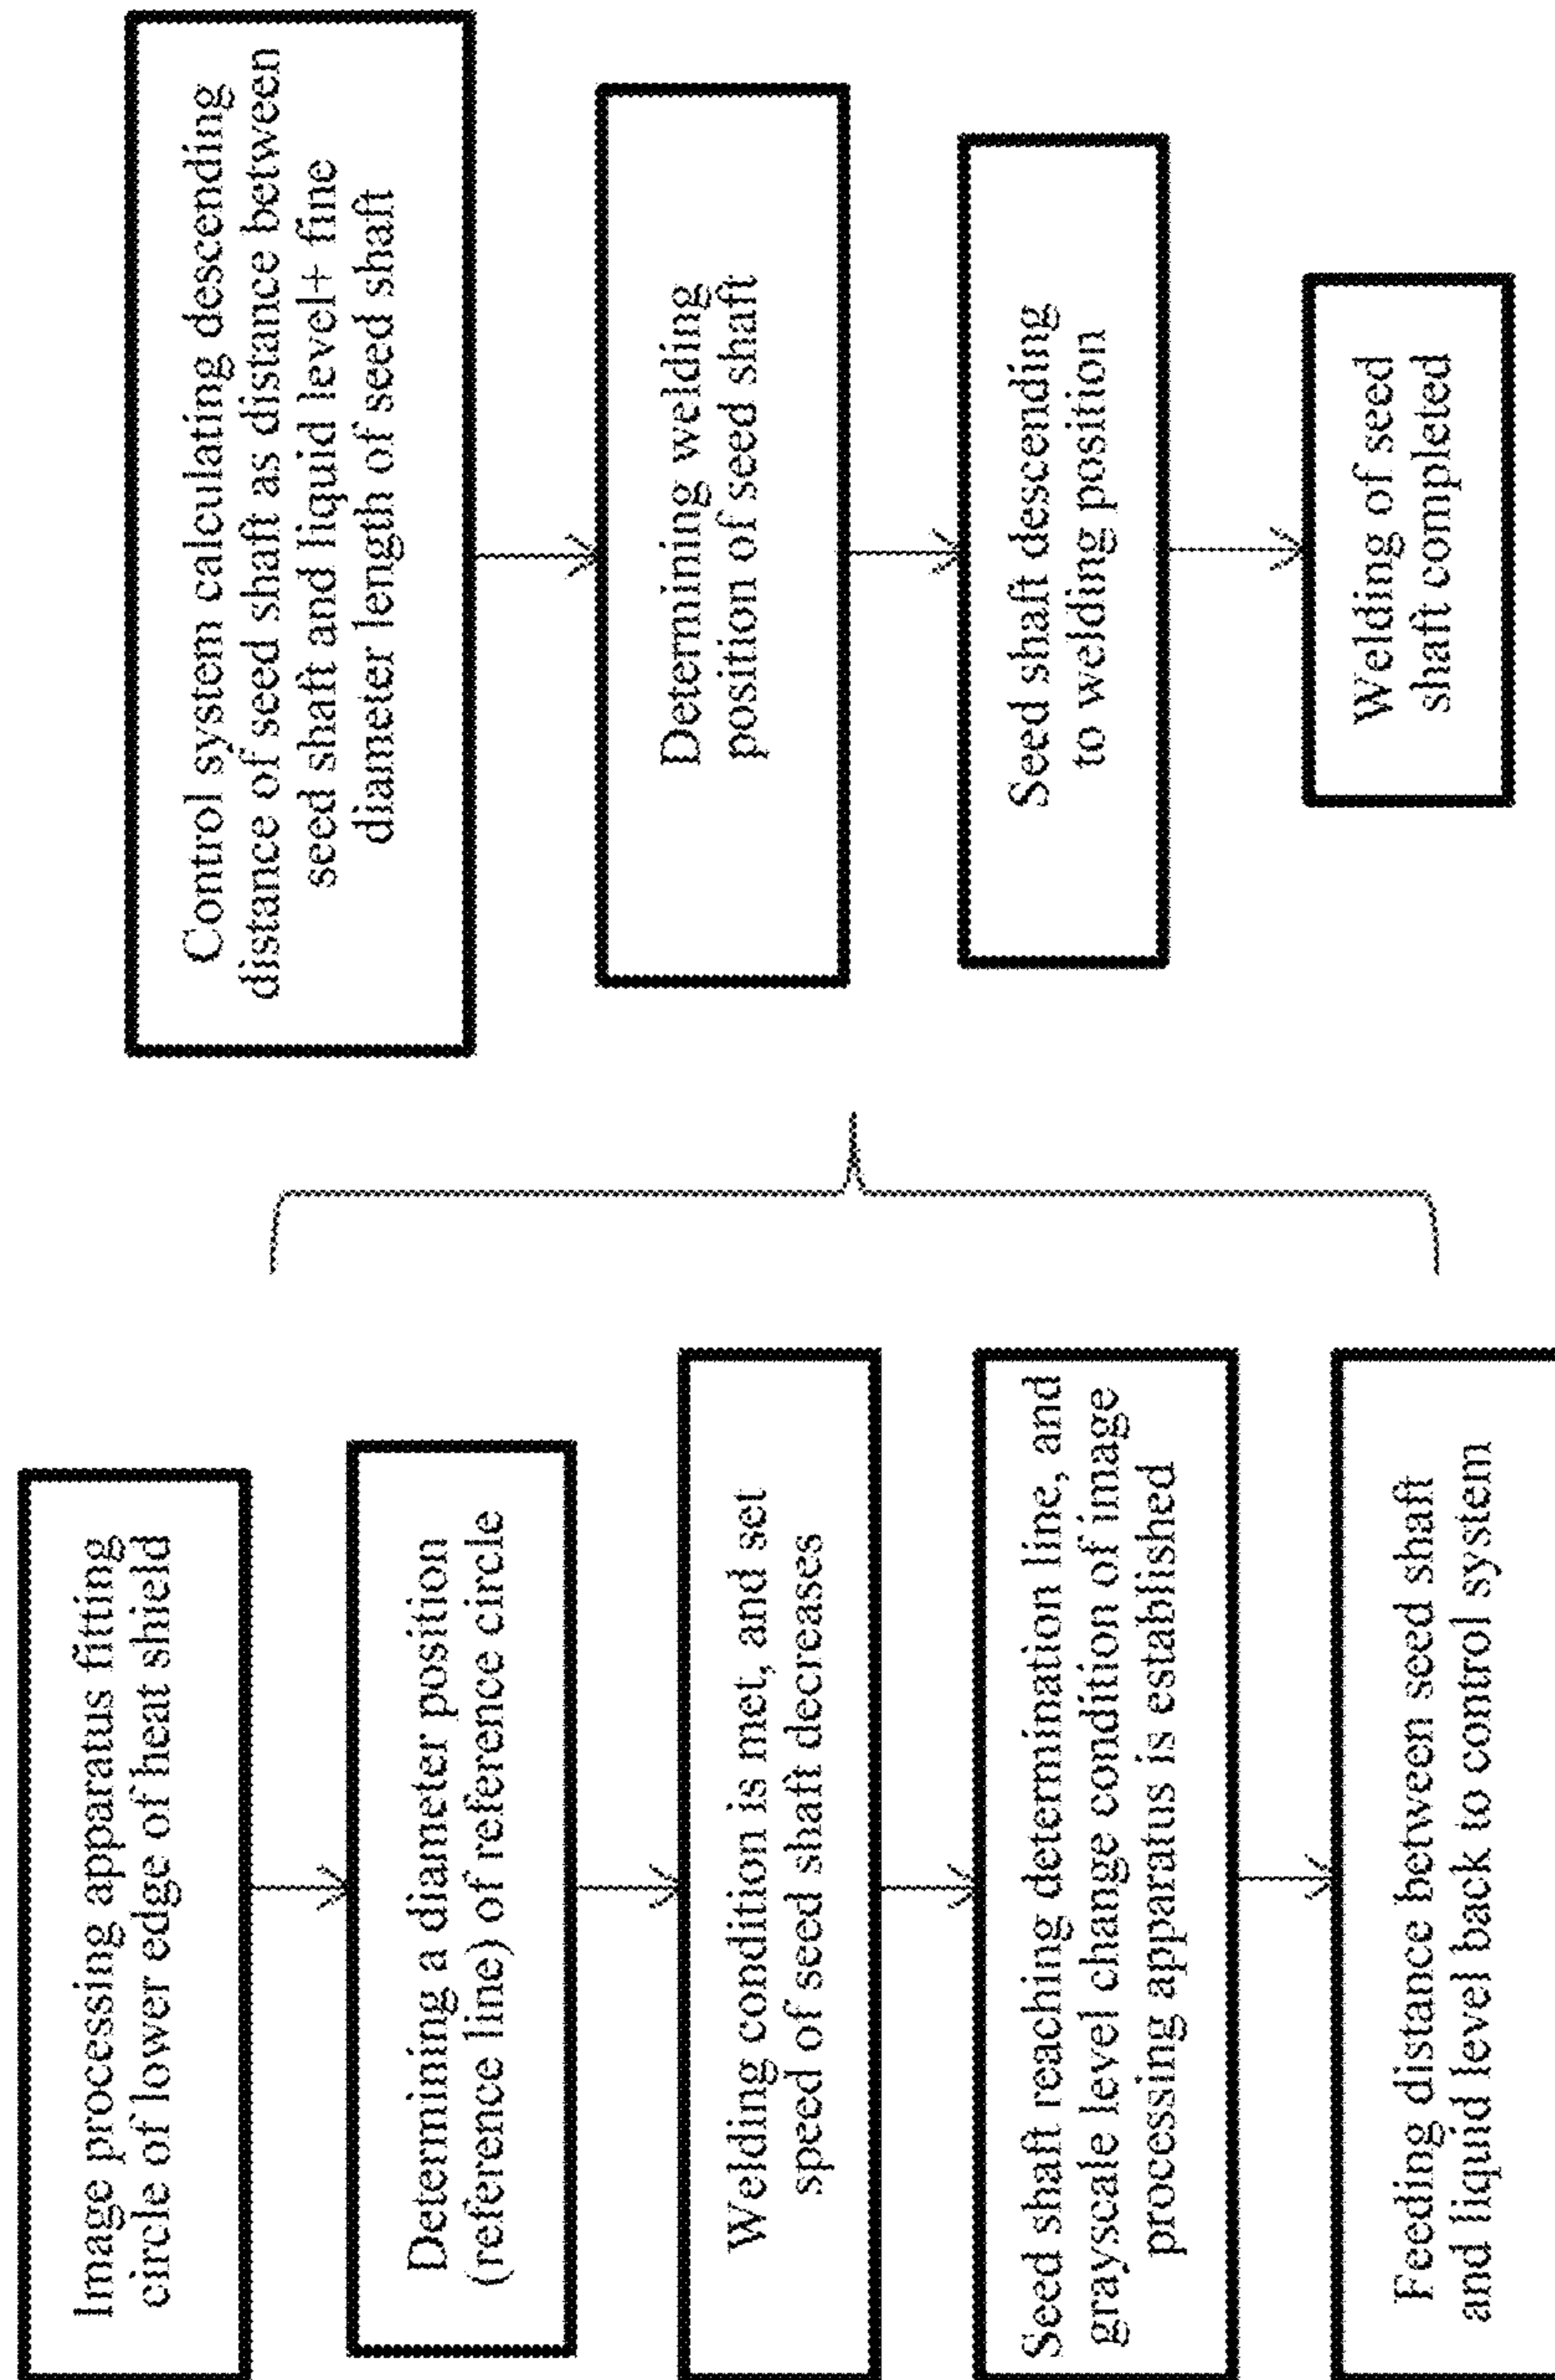 Image processing apparatus fitting
circle of lower edge of heat shield
Determining a diameter position
(reference line) of reference circle
Welding condition is met, and set
speed of seed shaft decreases
Seed shaft reaching determination line, and
grayscale level change condition of image
processing apparatus is established
Feeding distance between seed shaft
and liquid level back to control system
Control system calculating descending
distance of seed shaft as distance between
seed shaft and liquid level+ fine
diameter length of seed shaft
Determining welding
position of seed shaft
Seed shaft descending
to welding position
Welding of seed
shaft completed